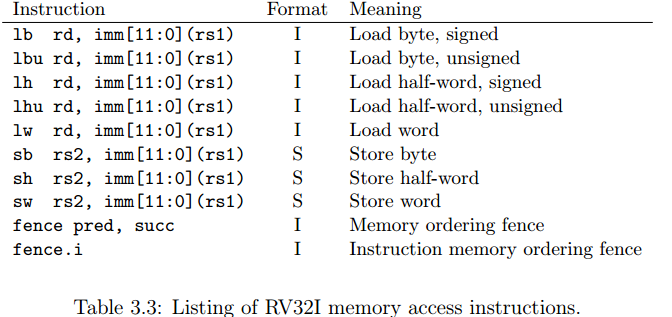 Instruction Format Meaning
lb rd, imm[11:0](rs1) I Load byte, signed
lbu rd, imm[11:0](rs1) I Load byte, unsigned
lh rd, imm[11:0](rs1) I Load half-word, signed
lhu rd, imm[11:0](rs1) I Load half-word, unsigned
lw rd, imm[11:0](rs1) I Load word
sb rs2, imm[11:0](rs1) S Store byte
sh rs2, imm[11:0](rs1) S Store half-word
sw rs2, imm[11:0](rs1) S Store word
fence pred, succ I Memory ordering fence
fence.i I Instruction memory ordering fence
Table 3.3: Listing of RV32I memory access instructions.